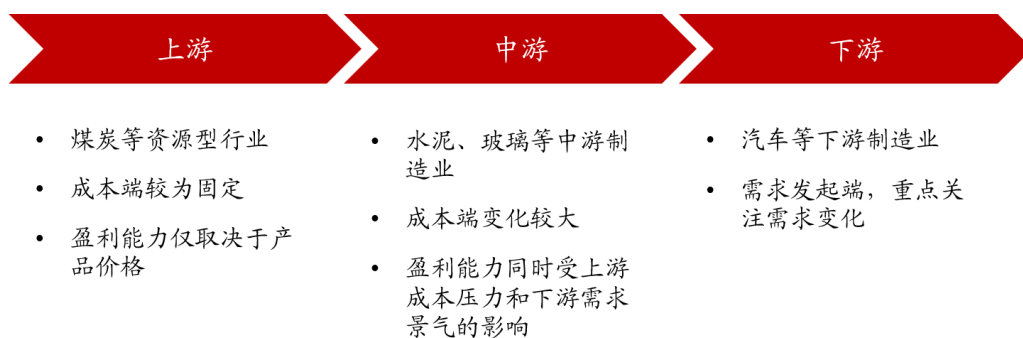 上游
中游
下游
• 煤炭等资源型行业
• 成本端较为固定
• 盈利能力仅取决于产
品价格
• 水泥、玻璃等中游制
造业
• 成本端变化较大
• 盈利能力同时受上游
成本压力和下游需求
景气的影响
• 汽车等下游制造业
• 需求发起端，重点关
注需求变化